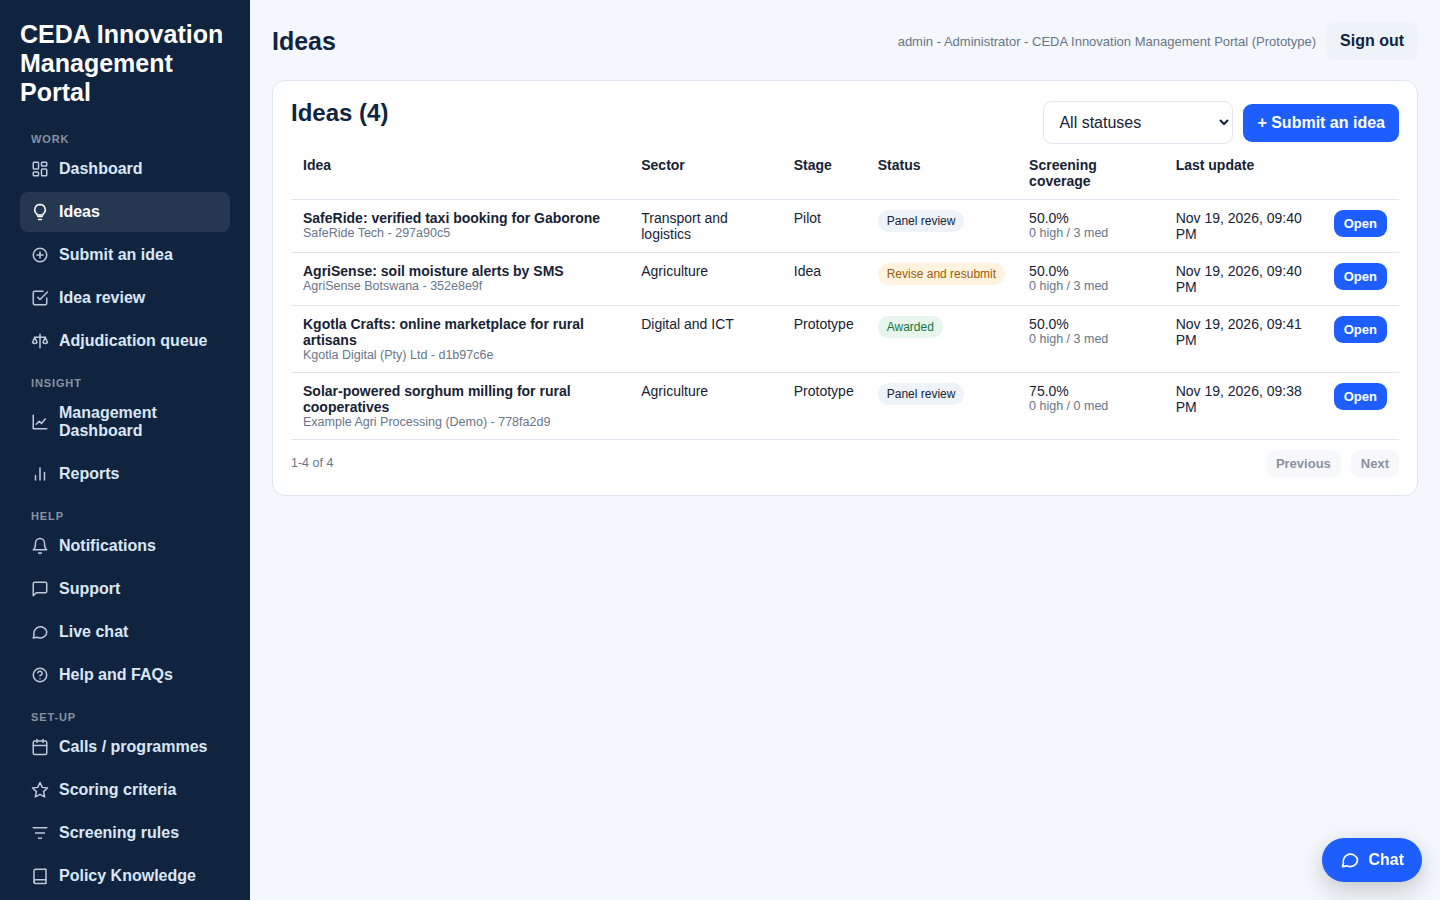 CEDA Innovation
Management
Portal
WORK
Dashboard
Ideas
Submit an idea
Idea review
Adjudication queue
INSIGHT
Management
Dashboard
Reports
HELP
Notifications
Support
Live chat
Help and FAQs
SET-UP
Calls / programmes
Scoring criteria
Screening rules
Policy Knowledge
Ideas
admin - Administrator - CEDA Innovation Management Portal (Prototype)
Sign out
Ideas (4)
All statuses
+ Submit an idea
Idea Sector Stage Status Screening coverage Last update
SafeRide: verified taxi booking for Gaborone
SafeRide Tech - 297a90c5
Transport and
logistics
Pilot
Panel review
50.0%
0 high / 3 med
Nov 19, 2026, 09:40
PM
Open
AgriSense: soil moisture alerts by SMS
AgriSense Botswana - 352e8e9f
Agriculture
Idea
Revise and resubmit
50.0%
0 high / 3 med
Nov 19, 2026, 09:40
PM
Open
Kgotla Crafts: online marketplace for rural
artisans
Kgotla Digital (Pty) Ltd - d1b97c6e
Digital and ICT
Prototype
Awarded
50.0%
0 high / 3 med
Nov 19, 2026, 09:41
PM
Open
Solar-powered sorghum milling for rural
cooperatives
Example Agri Processing (Demo) - 778fa2d9
Agriculture
Prototype
Panel review
75.0%
0 high / 0 med
Nov 19, 2026, 09:38
PM
Open
1-4 of 4
Previous
Next
Chat